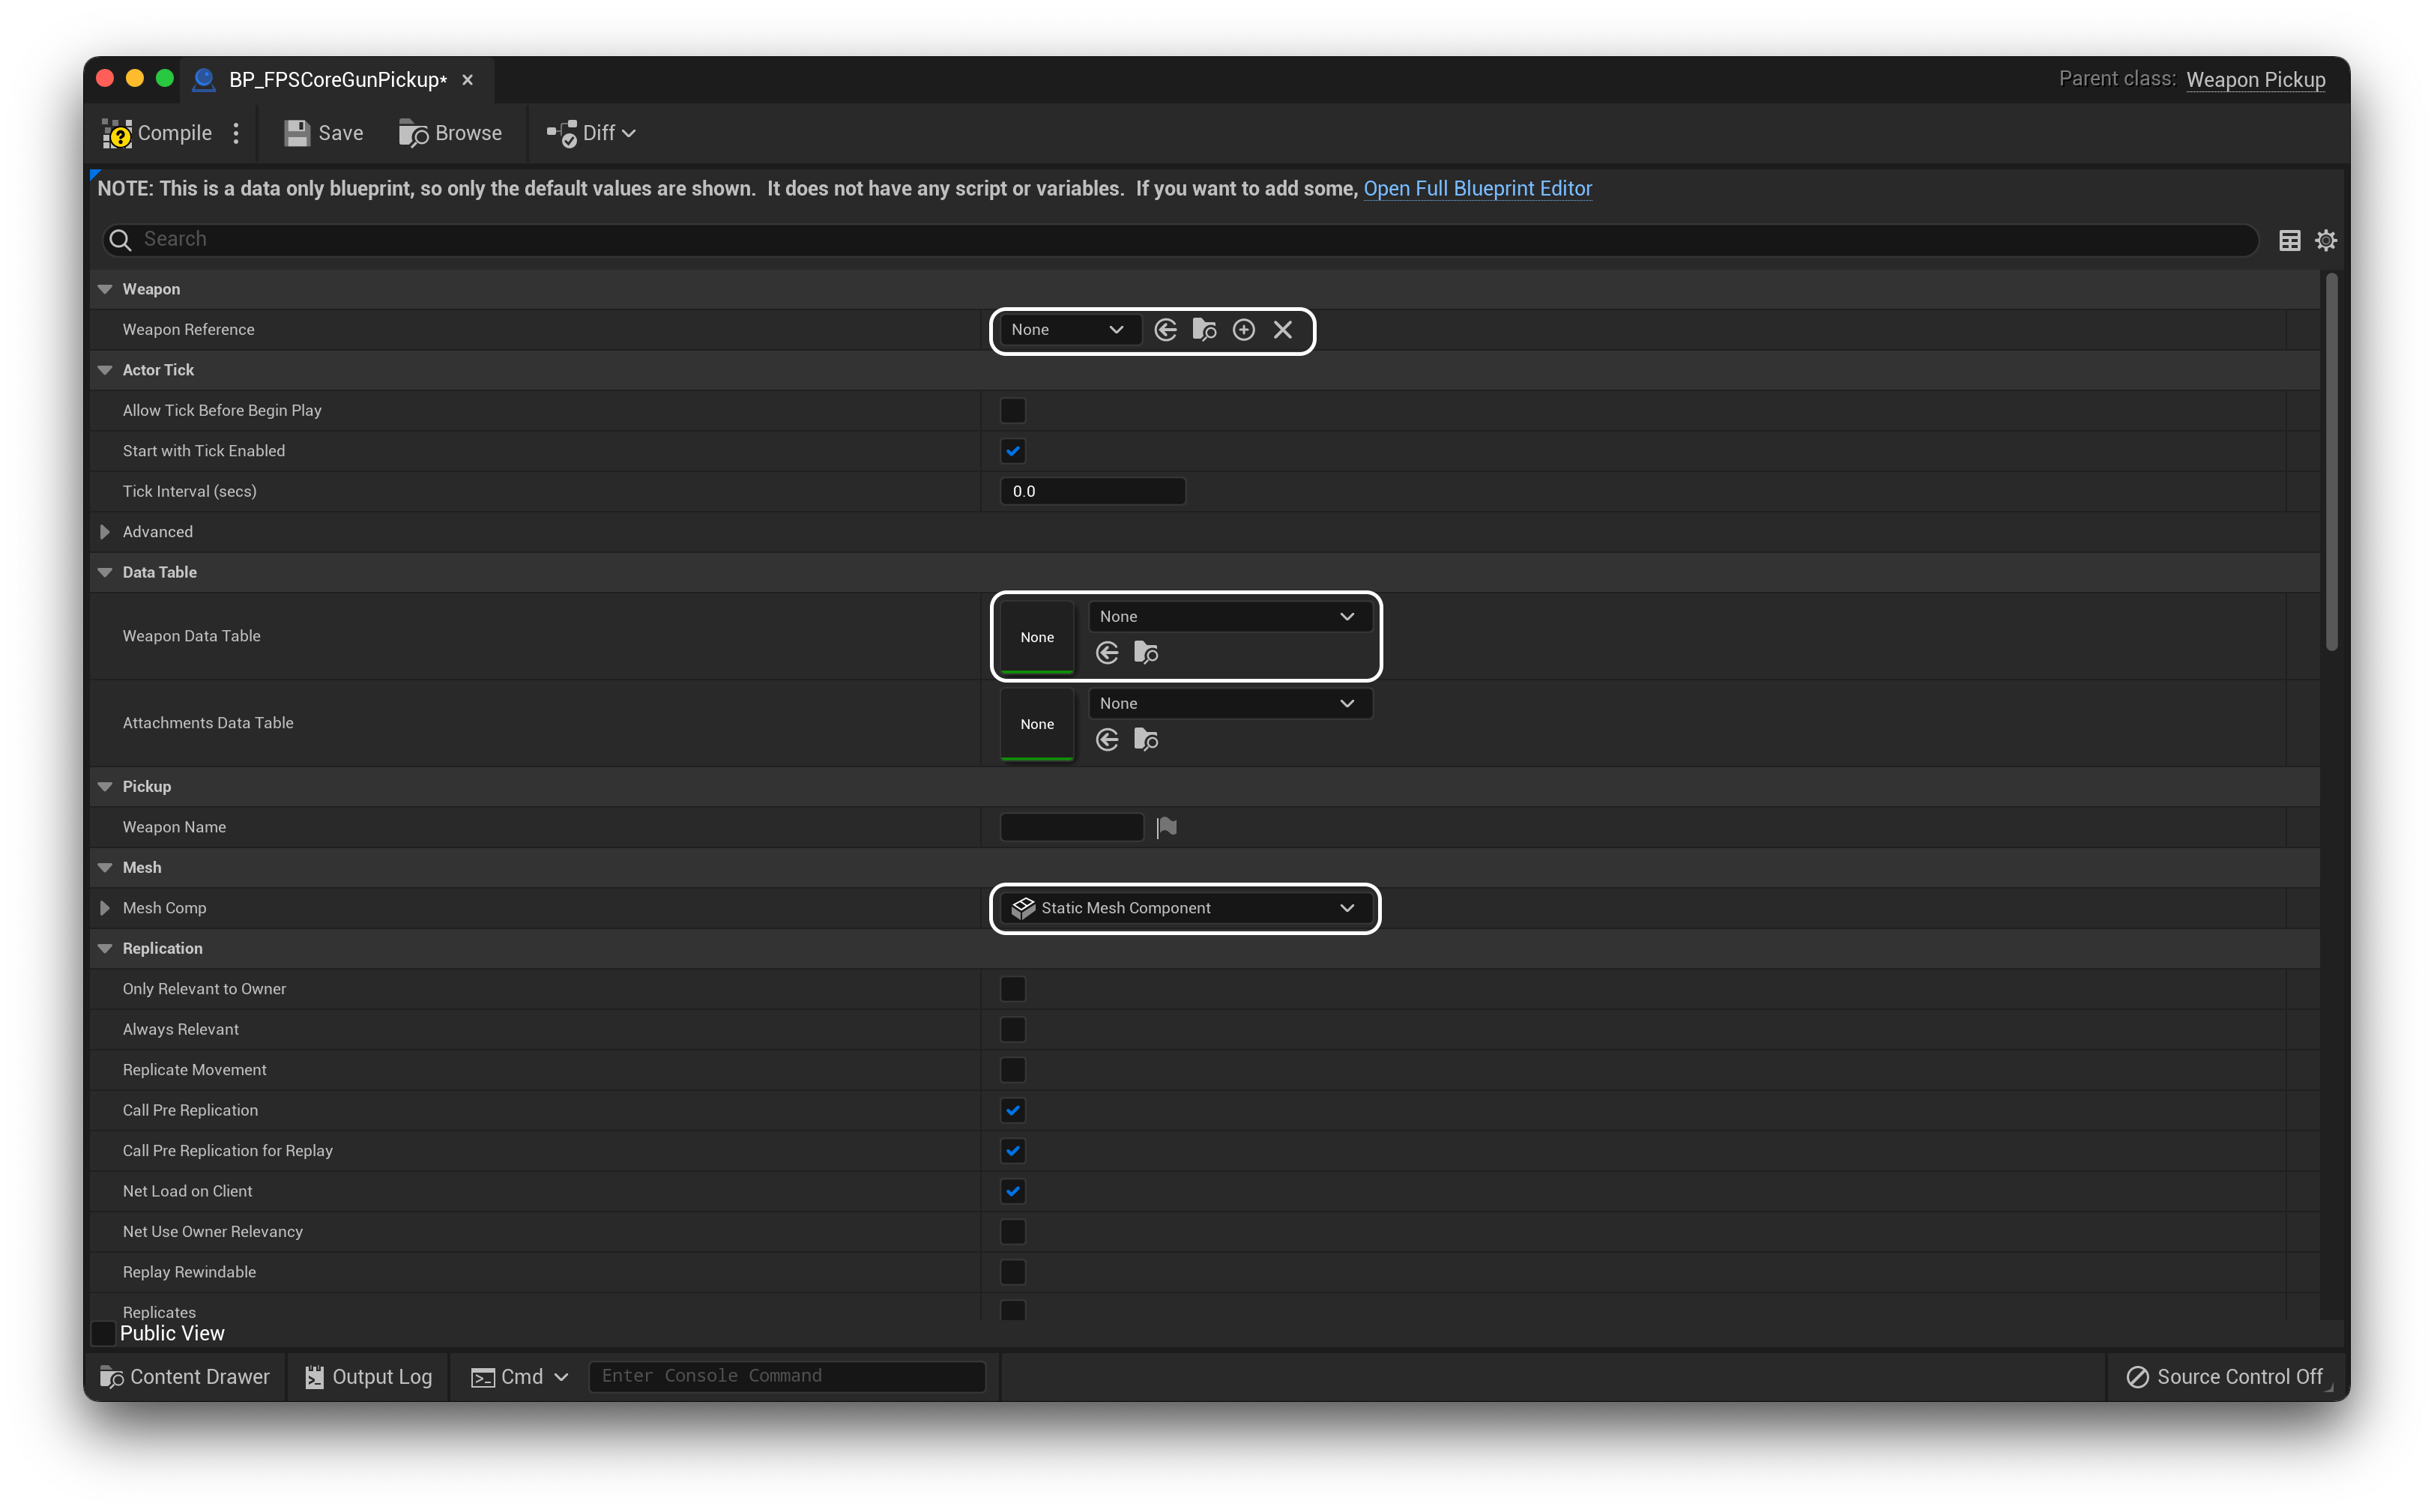 BP_FPSCoreGunPickup*
Parent class: Weapon Pickup
Compile Save Browse Diff
NOTE: This is a data only blueprint, so only the default values are shown.  It does not have any script or variables.  If you want to add some, Open Full Blueprint Editor
Search
Weapon
Weapon Reference None
Actor Tick
Allow Tick Before Begin Play
Start with Tick Enabled
Tick Interval (secs) 0.0
Advanced
Data Table
Weapon Data Table None None
Attachments Data Table None None
Pickup
Weapon Name
Mesh
Mesh Comp Static Mesh Component
Replication
Only Relevant to Owner
Always Relevant
Replicate Movement
Call Pre Replication
Call Pre Replication for Replay
Net Load on Client
Net Use Owner Relevancy
Replay Rewindable
Replicates
Public View
Content Drawer Output Log Cmd Enter Console Command Source Control Off